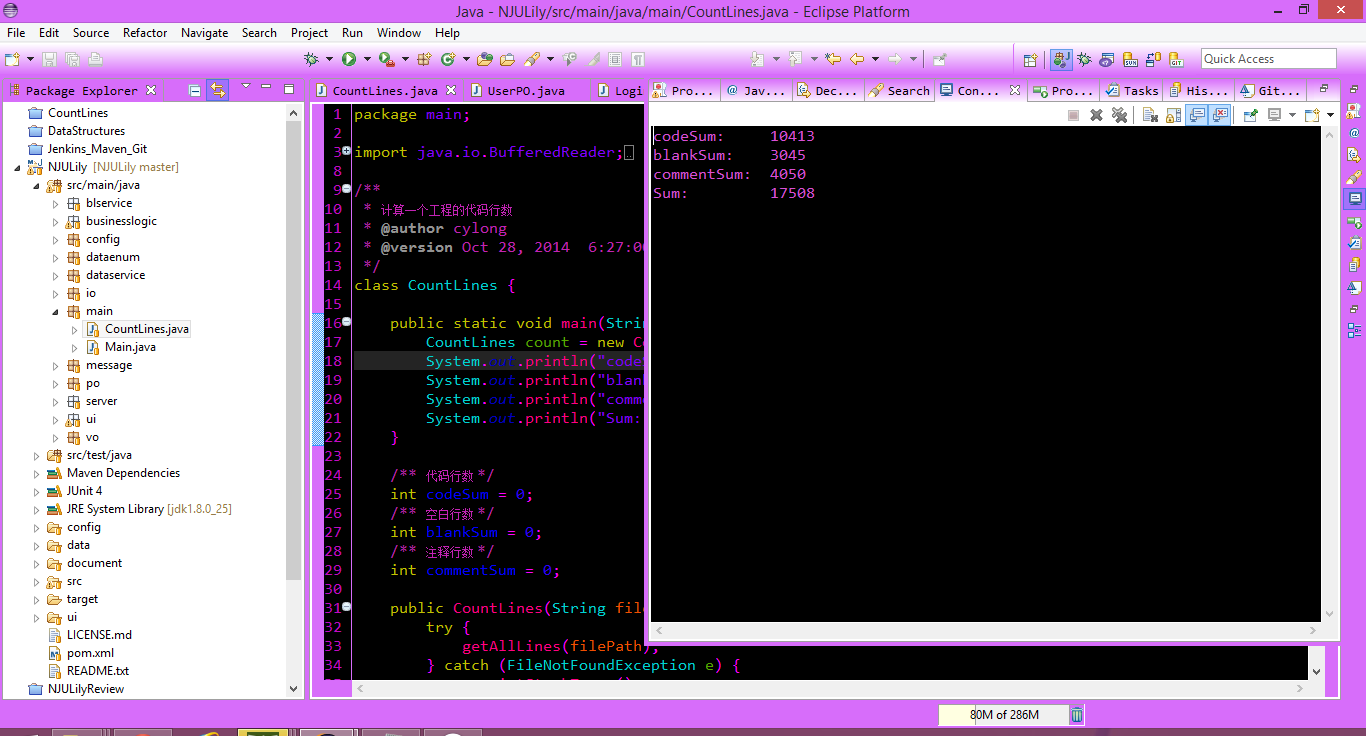 Java - NJULily/src/main/java/main/CountLines.java - Eclipse Platform
File Edit Source Refactor Navigate Search Project Run Window Help
Quick Access
Package Explorer
CountLines
DataStructures
Jenkins_Maven_Git
NJULily [NJULily master]
src/main/java
blservice
businesslogic
config
dataenum
dataservice
io
main
CountLines.java
Main.java
message
po
server
ui
vo
src/test/java
Maven Dependencies
JUnit 4
JRE System Library [jdk1.8.0_25]
config
data
document
src
target
ui
LICENSE.md
pom.xml
README.txt
NJULilyReview
CountLines.java UserPO.java Logi
1 package main;
2
3 import java.io.BufferedReader;
8
9 /**
10 * 计算一个工程的代码行数
11 * @author cylong
12 * @version Oct 28, 2014 6:27:00
13 */
14 class CountLines {
15
16 public static void main(Stri
17 CountLines count = new C
18 System.out.println("code
19 System.out.println("blan
20 System.out.println("comm
21 System.out.println("Sum:
22 }
23
24 /** 代码行数 */
25 int codeSum = 0;
26 /** 空白行数 */
27 int blankSum = 0;
28 /** 注释行数 */
29 int commentSum = 0;
30
31 public CountLines(String fil
32 try {
33 getAllLines(filePath);
34 } catch (FileNotFoundException e) {
Pro... @ Jav... Dec... Search Con... Pro... Tasks His... Git...
codeSum: 10413
blankSum: 3045
commentSum: 4050
Sum: 17508
80M of 286M